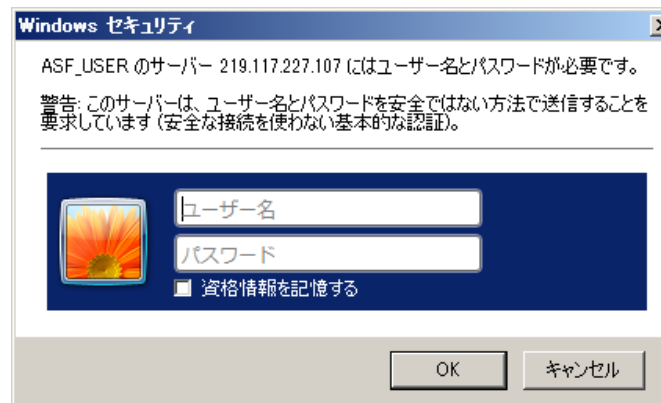 Windows セキュリティ
ASF_USER のサーバー 219.117.227.107 にはユーザー名とパスワードが必要です。
警告: このサーバーは、ユーザー名とパスワードを安全ではない方法で送信することを
要求しています (安全な接続を使わない基本的な認証)。
ユーザー名
パスワード
資格情報を記憶する
OK
キャンセル